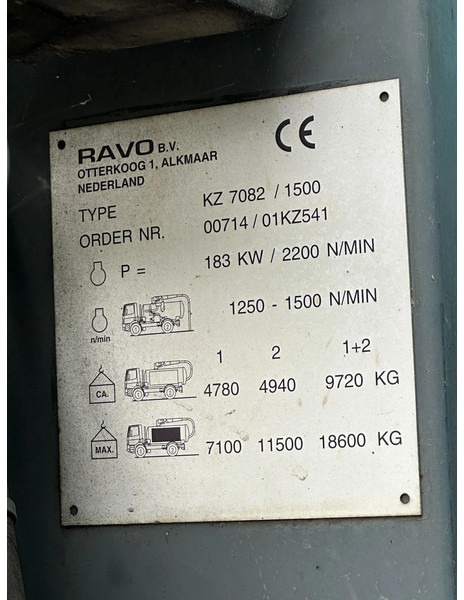 RAVO B.V.
OTTERKOOG 1, ALKMAAR
NEDERLAND
CE
TYPE KZ 7082 / 1500
ORDER NR. 00714 / 01KZ541
P = 183 KW / 2200 N/MIN
n/min 1250 - 1500 N/MIN
1 2 1+2
CA. 4780 4940 9720 KG
MAX. 7100 11500 18600 KG